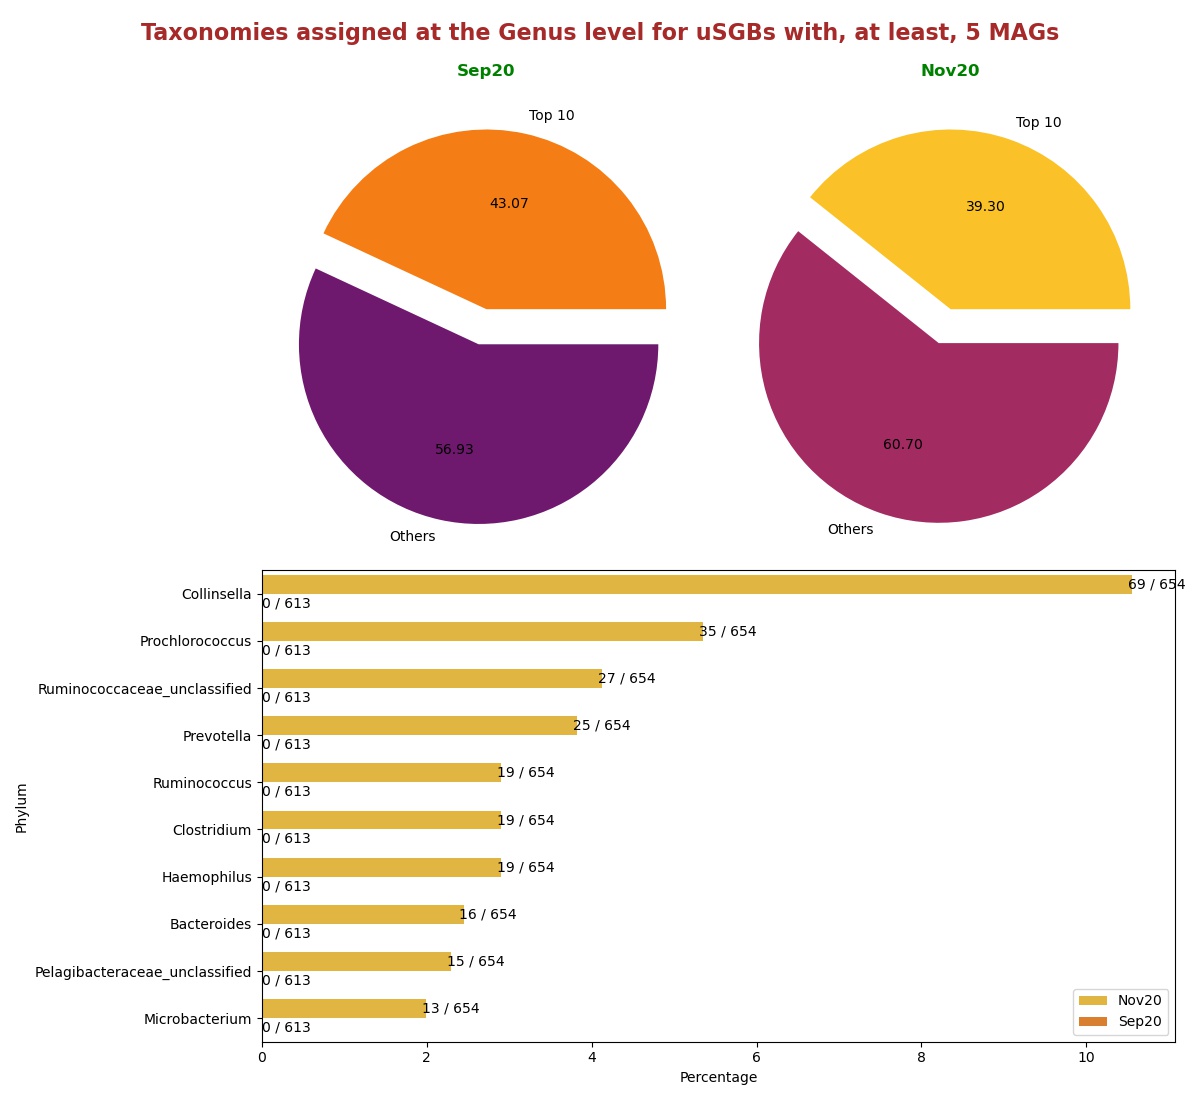 Taxonomies assigned at the Genus level for uSGBs with, at least, 5 MAGs
Sep20
Nov20
Top 10
43.07
56.93
Others
Top 10
39.30
60.70
Others
Phylum
Collinsella
69 / 654
0 / 613
Prochlorococcus
35 / 654
0 / 613
Ruminococcaceae_unclassified
27 / 654
0 / 613
Prevotella
25 / 654
0 / 613
Ruminococcus
19 / 654
0 / 613
Clostridium
19 / 654
0 / 613
Haemophilus
19 / 654
0 / 613
Bacteroides
16 / 654
0 / 613
Pelagibacteraceae_unclassified
15 / 654
0 / 613
Microbacterium
13 / 654
0 / 613
Nov20
Sep20
0 2 4 6 8 10
Percentage